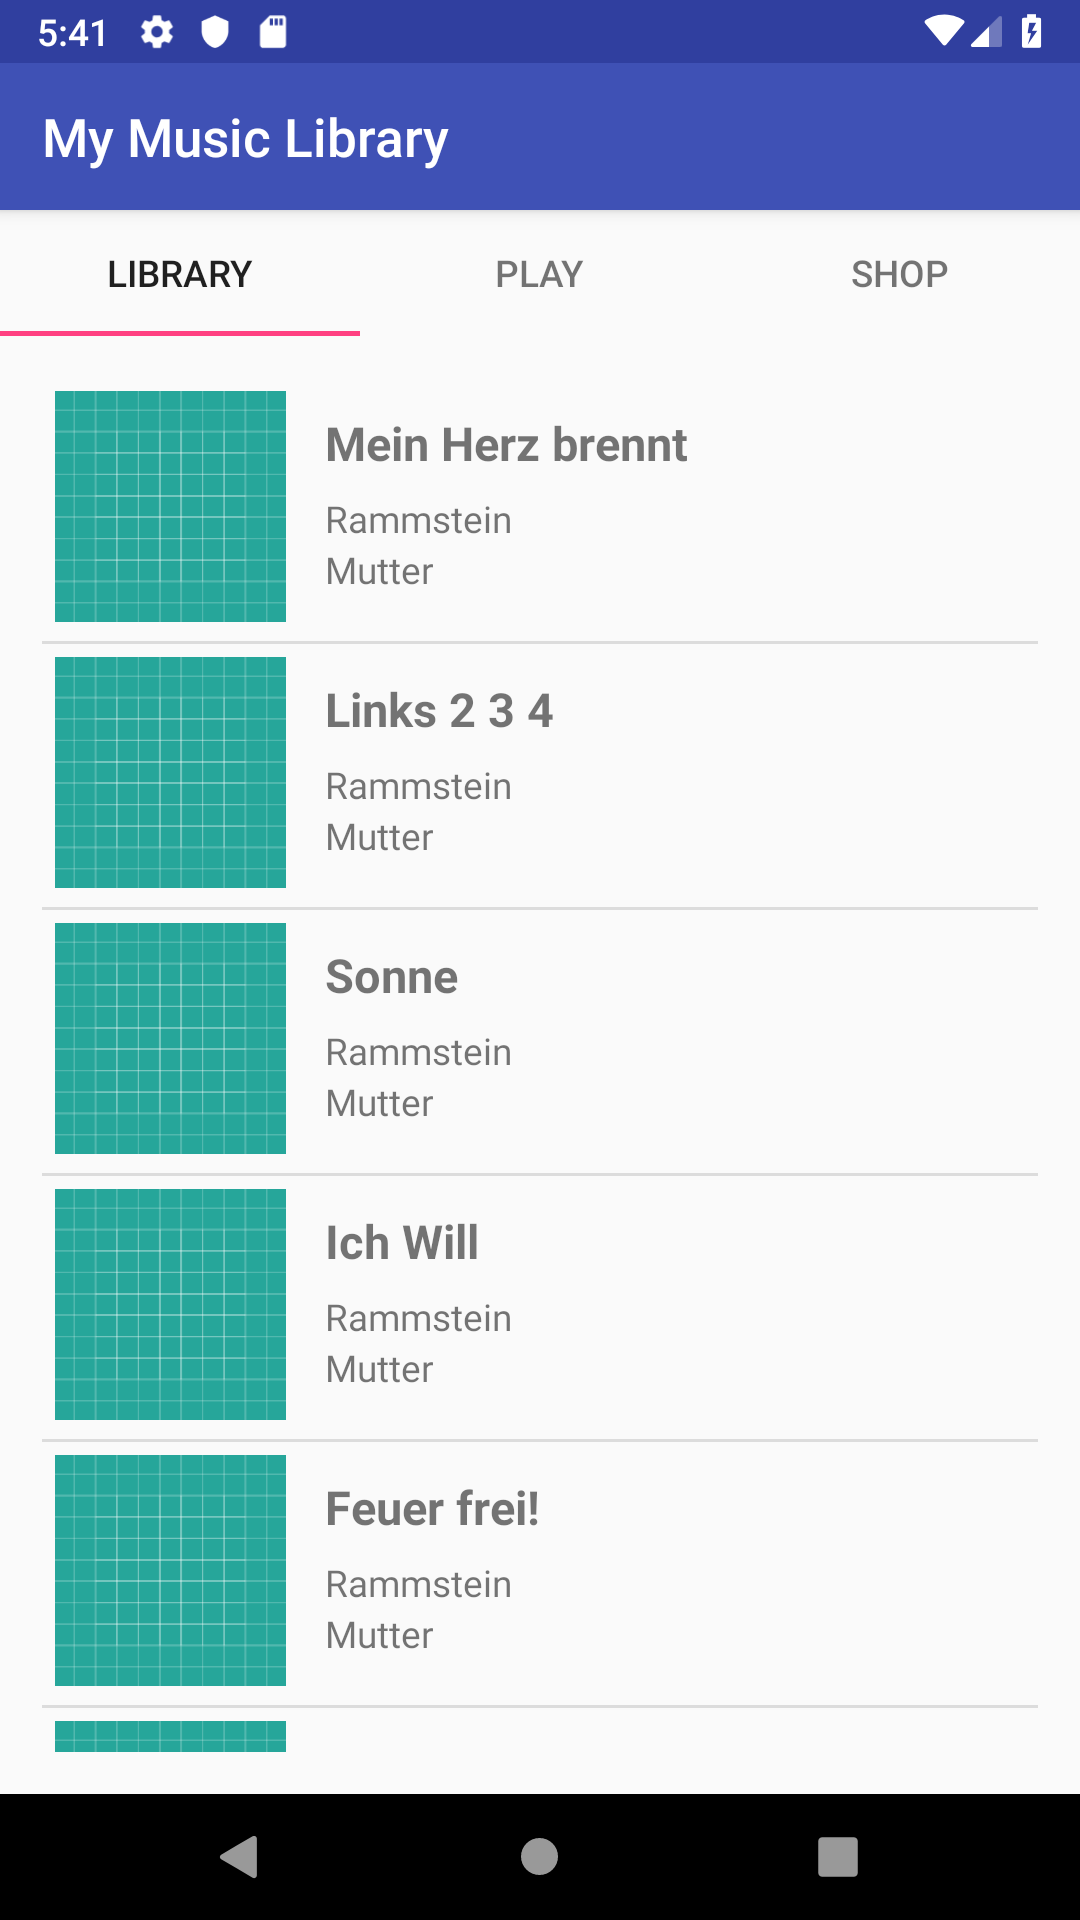 5:41
My Music Library
LIBRARY PLAY SHOP
Mein Herz brennt
Rammstein
Mutter
Links 2 3 4
Rammstein
Mutter
Sonne
Rammstein
Mutter
Ich Will
Rammstein
Mutter
Feuer frei!
Rammstein
Mutter